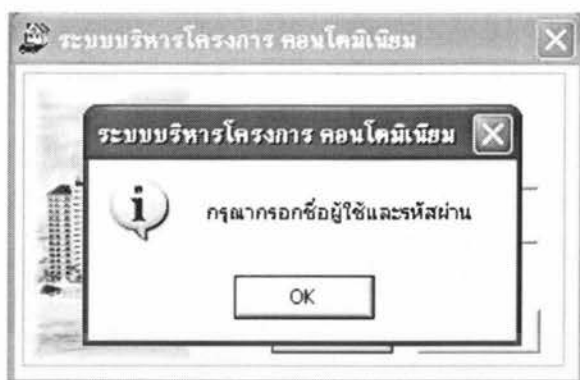 ระบบบริหารโครงการ คอนโดมิเนียม
ระบบบริหารโครงการ คอนโดมิเนียม
กรุณากรอกชื่อผู้ใช้และรหัสผ่าน
OK